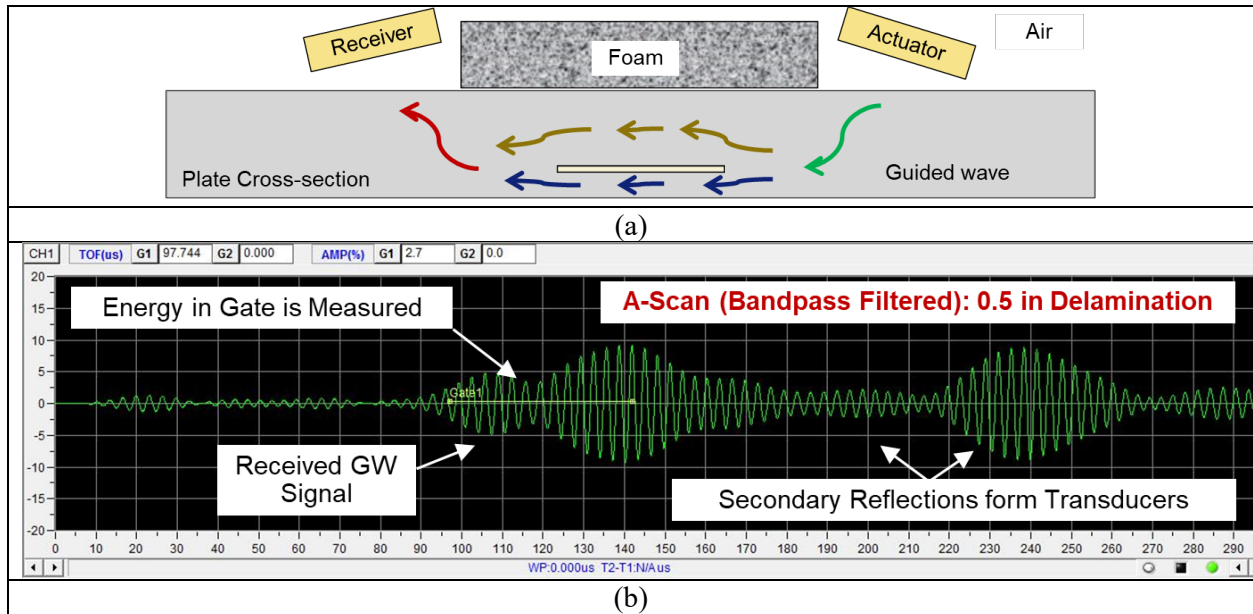 Receiver
Foam
Actuator
Air
Plate Cross-section
Guided wave
(a)
CH1 TOF(us) G1 97.744 G2 0.000 AMP(%) G1 2.7 G2 0.0
Energy in Gate is Measured
A-Scan (Bandpass Filtered): 0.5 in Delamination
20
15
10
5
0
-5
-10
-15
-20
Gate1
Received GW
Signal
Secondary Reflections form Transducers
0 10 20 30 40 50 60 70 80 90 100 110 120 130 140 150 160 170 180 190 200 210 220 230 240 250 260 270 280 290
WP:0.000us T2-T1:N/Aus
(b)